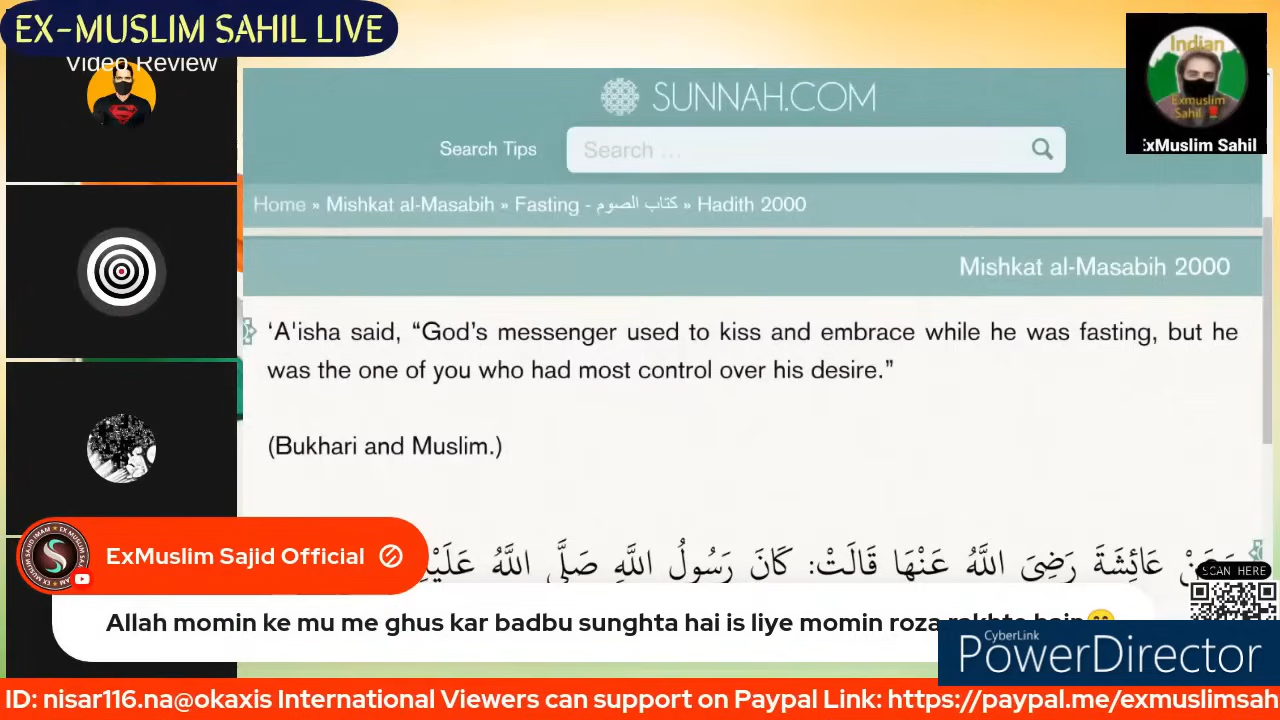 EX-MUSLIM SAHIL LIVE
Video Review
Indian
Exmuslim
Sahil
ExMuslim Sahil
SUNNAH.COM
Search Tips
Search ...
Home » Mishkat al-Masabih » Fasting - كتاب الصوم » Hadith 2000
Mishkat al-Masabih 2000
‘A'isha said, “God’s messenger used to kiss and embrace while he was fasting, but he
was the one of you who had most control over his desire.”
(Bukhari and Muslim.)
عَائِشَةَ رَضِيَ اللَّهُ عَنْهَا قَالَتْ: كَانَ رَسُولُ اللَّهِ صَلَّى اللَّهُ
ExMuslim Sajid Official
SCAN HERE
Allah momin ke mu me ghus kar badbu sunghta hai is liye momin roza rakhte hain
CyberLink
PowerDirector
ID: nisar116.na@okaxis International Viewers can support on Paypal Link: https://paypal.me/exmuslimsah